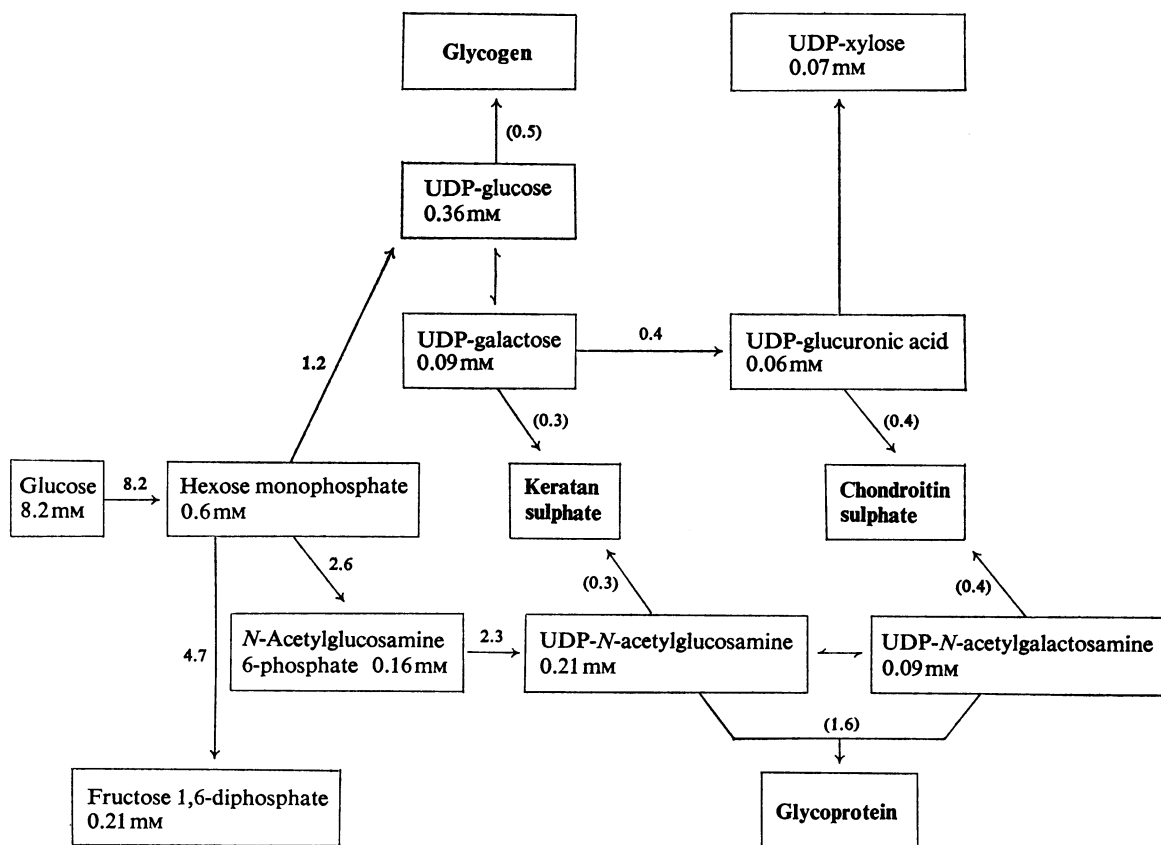 Glycogen
UDP-xylose
0.07 mM
(0.5)
UDP-glucose
0.36 mM
UDP-galactose
0.09 mM
0.4
UDP-glucuronic acid
0.06 mM
1.2
(0.3)
(0.4)
Glucose
8.2 mM
8.2
Hexose monophosphate
0.6 mM
Keratan
sulphate
Chondroitin
sulphate
2.6
(0.3)
(0.4)
4.7
N-Acetylglucosamine
6-phosphate 0.16 mM
2.3
UDP-N-acetylglucosamine
0.21 mM
UDP-N-acetylgalactosamine
0.09 mM
(1.6)
Fructose 1,6-diphosphate
0.21 mM
Glycoprotein